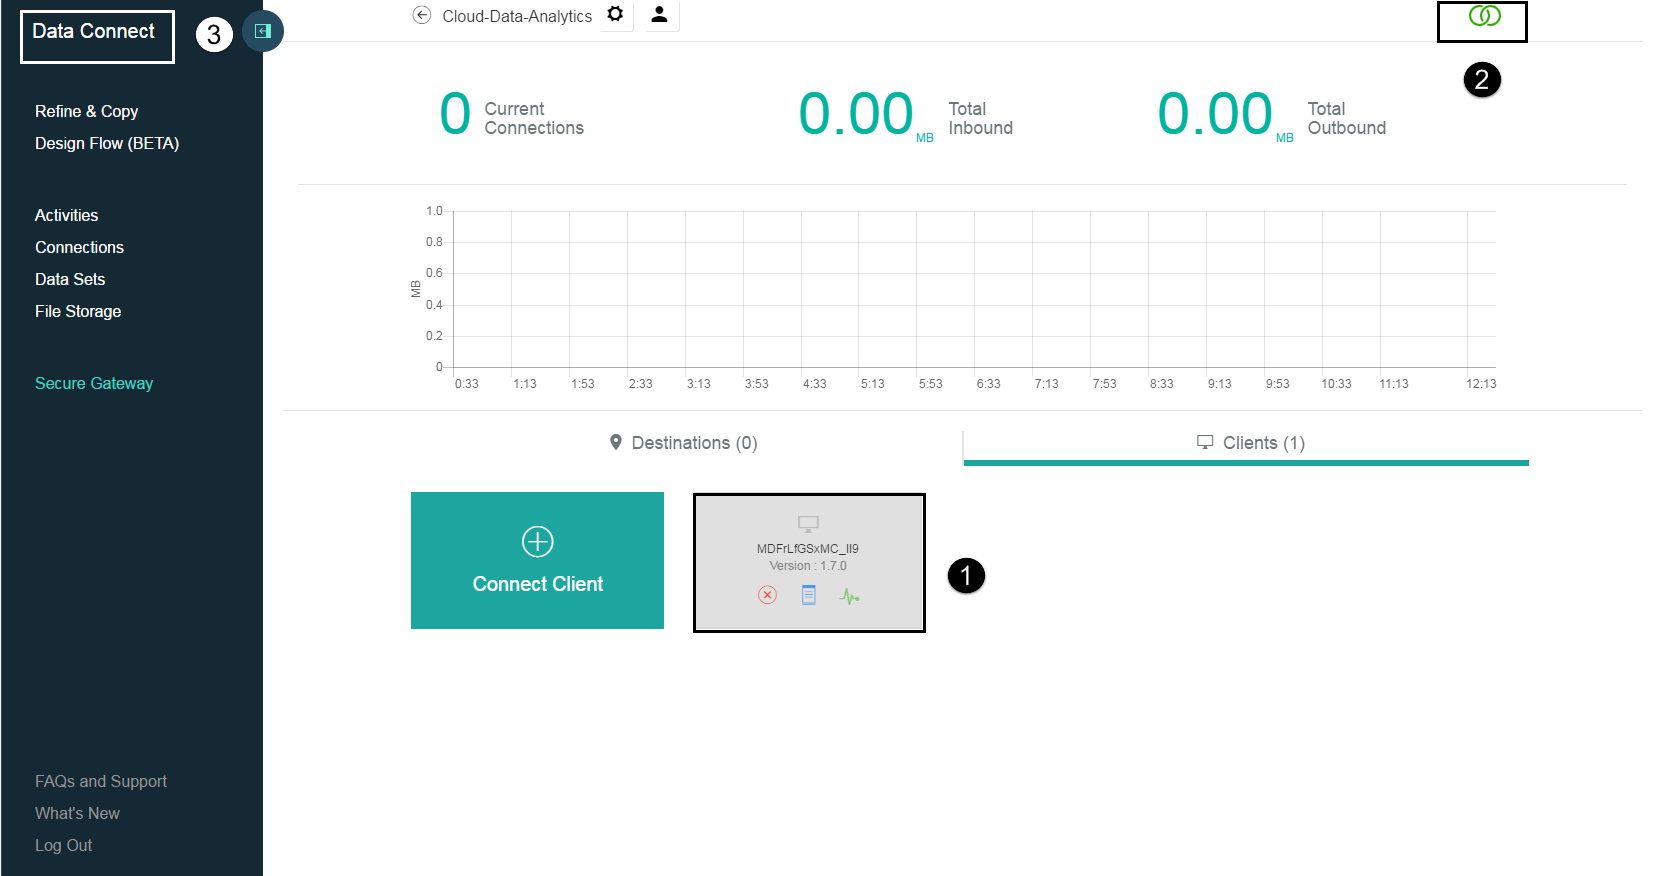 Data Connect
3
Refine & Copy
Design Flow (BETA)
Activities
Connections
Data Sets
File Storage
Secure Gateway
FAQs and Support
What's New
Log Out
Cloud-Data-Analytics
2
0 Current
Connections
0.00 MB Total
Inbound
0.00 MB Total
Outbound
MB
1.0
0.8
0.6
0.4
0.2
0
0:33 1:13 1:53 2:33 3:13 3:53 4:33 5:13 5:53 6:33 7:13 7:53 8:33 9:13 9:53 10:33 11:13 12:13
Destinations (0)
Clients (1)
Connect Client
MDFrLfGSxMC_II9
Version : 1.7.0
1